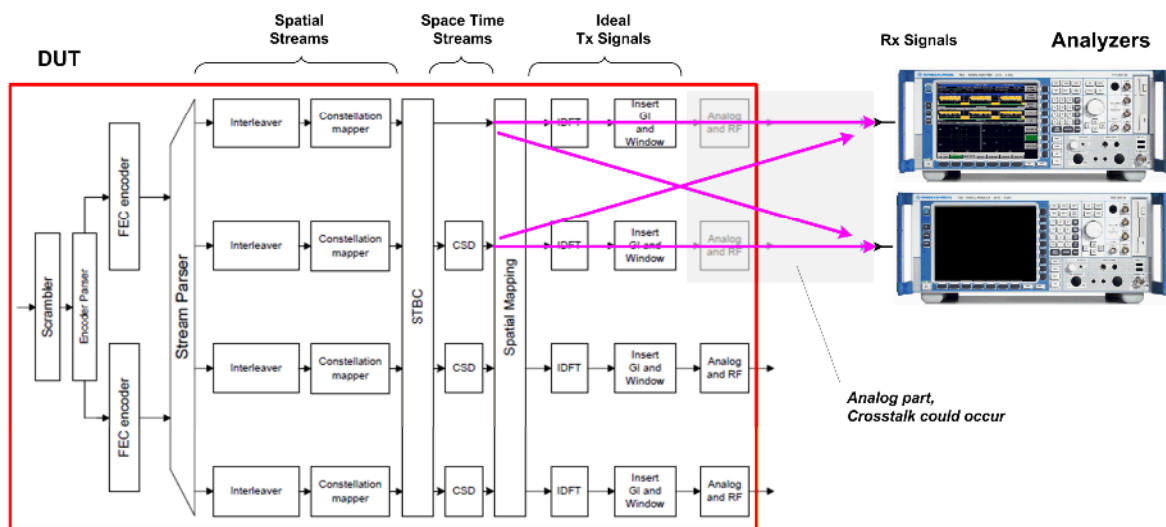 Spatial
Streams
Space Time
Streams
Ideal
Tx Signals
Rx Signals
Analyzers
DUT
Scrambler
Encoder Parser
FEC encoder
FEC encoder
Stream Parser
Interleaver
Constellation
mapper
STBC
Spatial Mapping
IDFT
Insert
GI
and
Window
Analog
and RF
Interleaver
Constellation
mapper
CSD
IDFT
Insert
GI and
Window
Analog
and RF
Interleaver
Constellation
mapper
CSD
IDFT
Insert
GI and
Window
Analog
and RF
Interleaver
Constellation
mapper
CSD
IDFT
Insert
GI and
Window
Analog
and RF
Analog part,
Crosstalk could occur